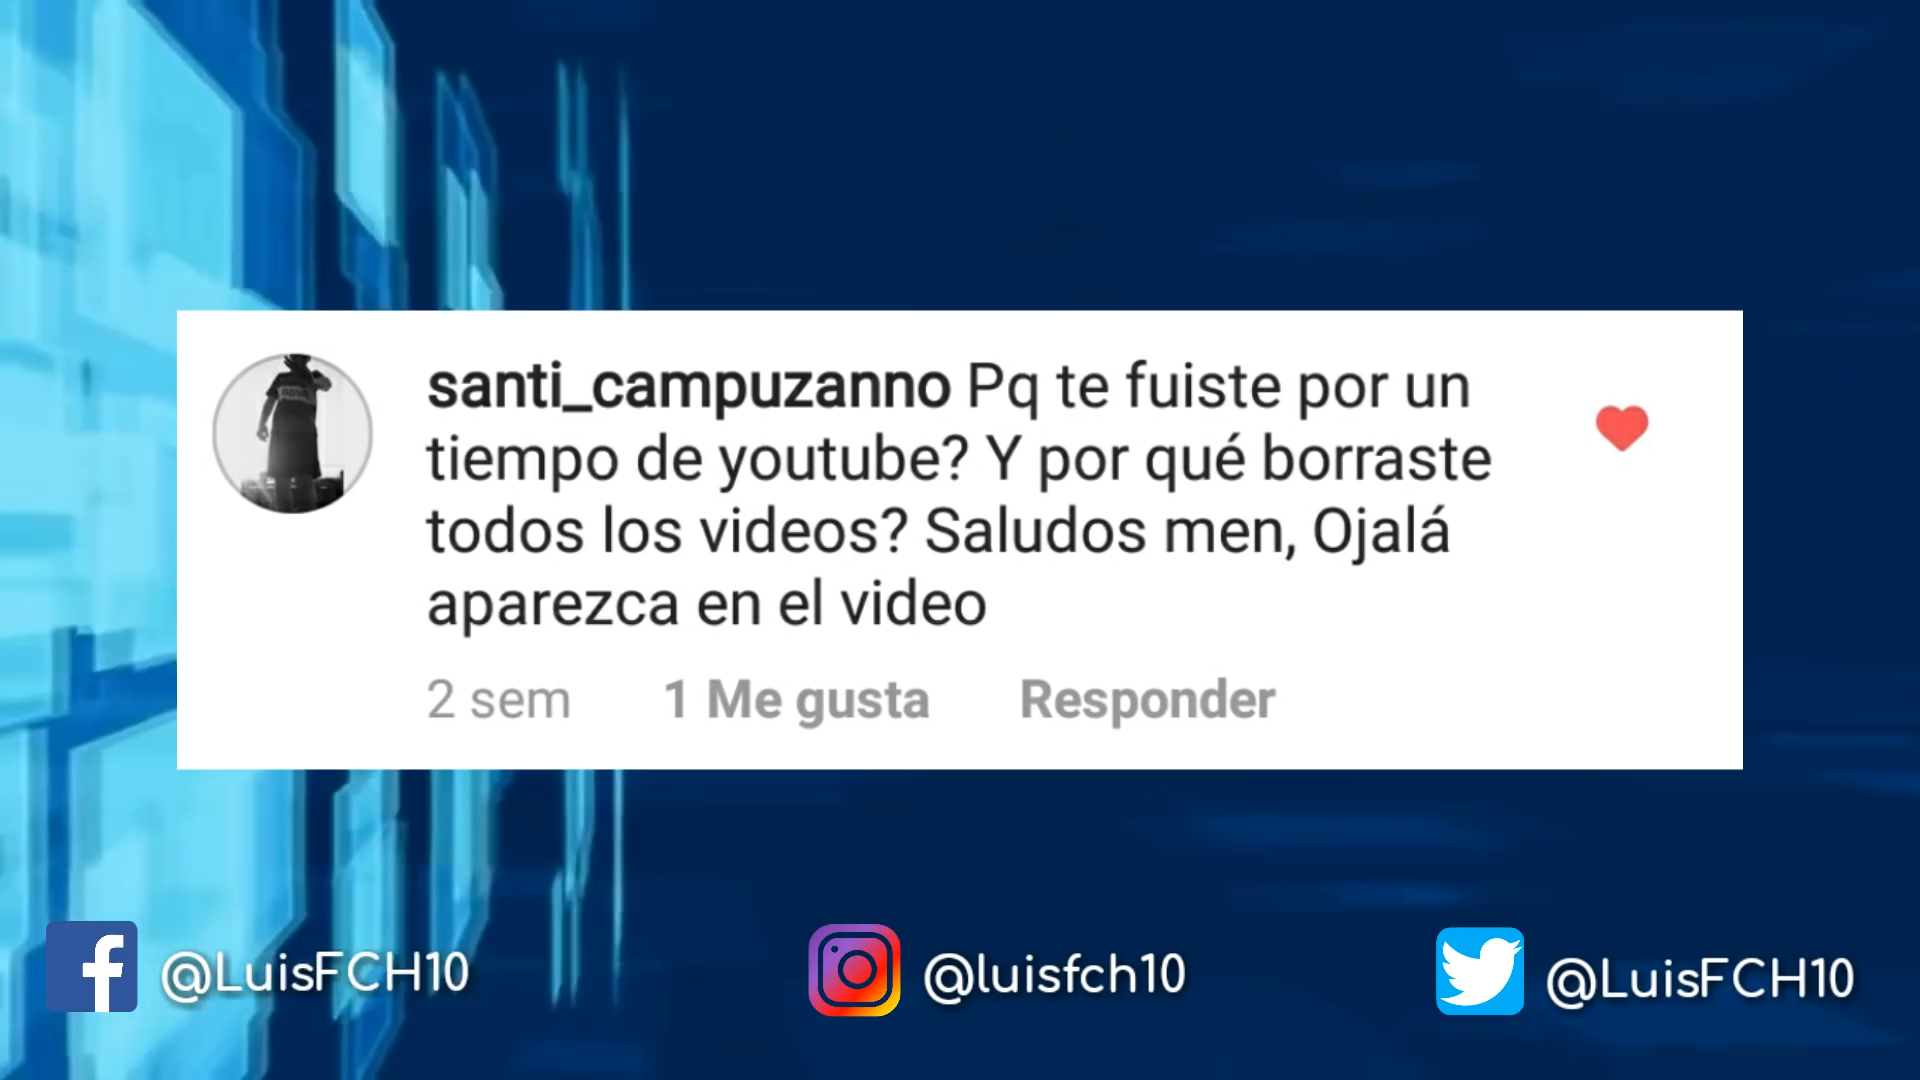 santi_campuzanno Pq te fuiste por un
tiempo de youtube? Y por qué borraste
todos los videos? Saludos men, Ojalá
aparezca en el video
2 sem 1 Me gusta Responder
@LuisFCH10 @luisfch10 @LuisFCH10